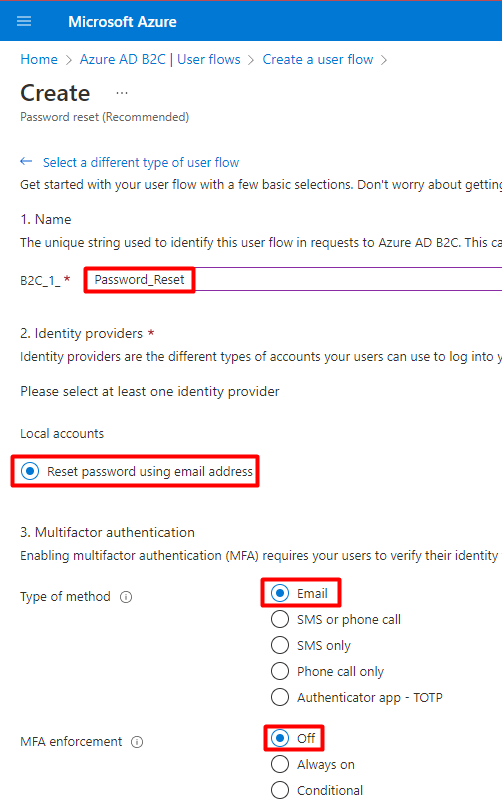 Microsoft Azure
Home > Azure AD B2C | User flows > Create a user flow >
Create ...
Password reset (Recommended)
← Select a different type of user flow
Get started with your user flow with a few basic selections. Don't worry about getting
1. Name
The unique string used to identify this user flow in requests to Azure AD B2C. This ca
B2C_1_ * Password_Reset
2. Identity providers *
Identity providers are the different types of accounts your users can use to log into y
Please select at least one identity provider
Local accounts
Reset password using email address
3. Multifactor authentication
Enabling multifactor authentication (MFA) requires your users to verify their identity
Type of method Email
SMS or phone call
SMS only
Phone call only
Authenticator app - TOTP
MFA enforcement Off
Always on
Conditional